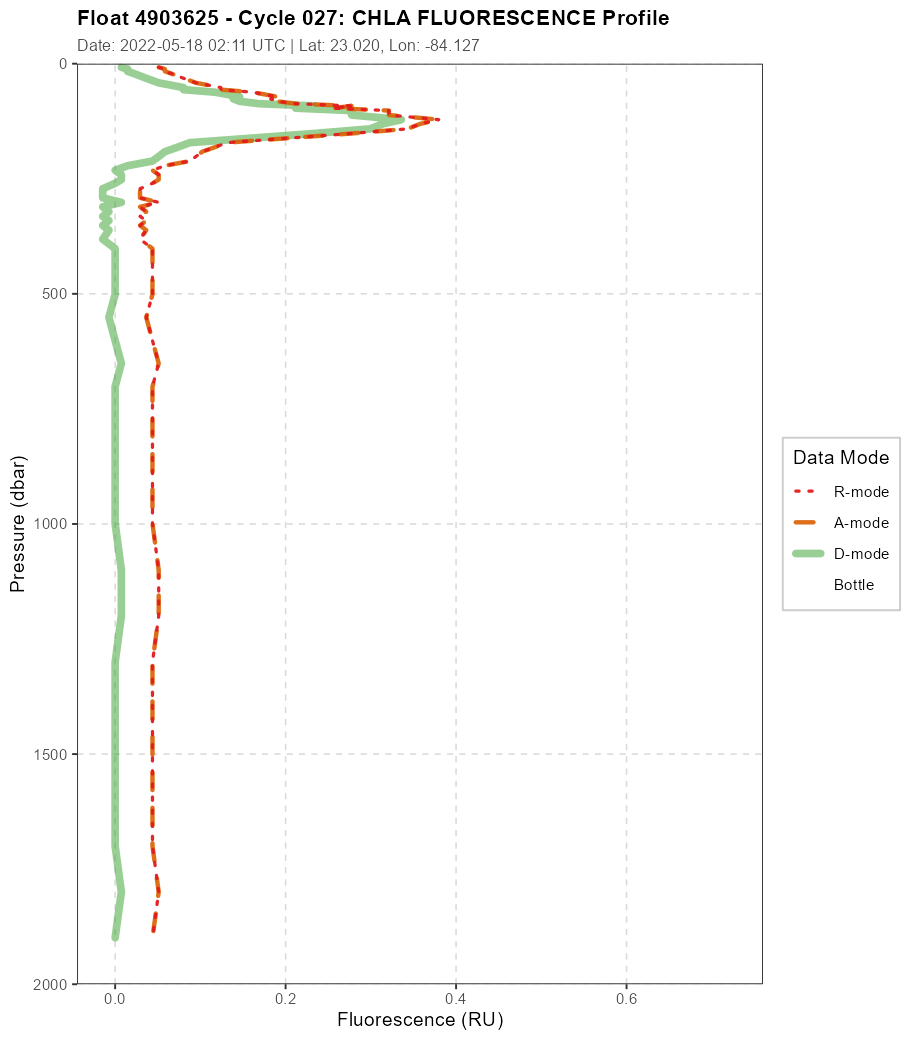 Float 4903625 - Cycle 027: CHLA FLUORESCENCE Profile
Date: 2022-05-18 02:11 UTC | Lat: 23.020, Lon: -84.127
0
500
1000
1500
2000
Pressure (dbar)
0.0 0.2 0.4 0.6
Fluorescence (RU)
Data Mode
R-mode
A-mode
D-mode
Bottle